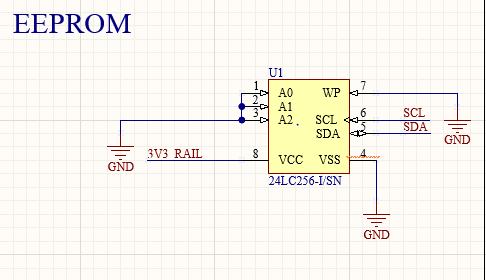 EEPROM
U1
1 A0 WP 7
2 A1
3 A2 SCL 6 SCL
SDA 5 SDA
GND
GND
3V3_RAIL 8 VCC VSS 4
24LC256-I/SN
GND